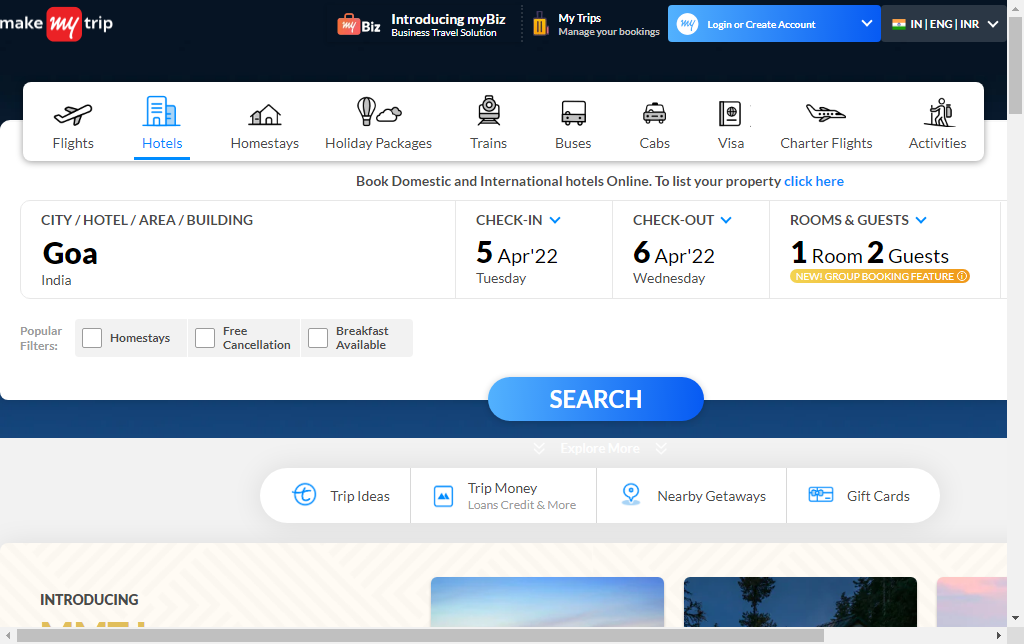 make my trip
my Biz
Introducing myBiz
Business Travel Solution
My Trips
Manage your bookings
my
Login or Create Account
IN | ENG | INR
Flights
Hotels
Homestays
Holiday Packages
Trains
Buses
Cabs
Visa
Charter Flights
Activities
Book Domestic and International hotels Online. To list your property click here
CITY / HOTEL / AREA / BUILDING
Goa
India
CHECK-IN
5 Apr'22
Tuesday
CHECK-OUT
6 Apr'22
Wednesday
ROOMS & GUESTS
1 Room 2 Guests
NEW! GROUP BOOKING FEATURE
Popular
Filters:
Homestays
Free
Cancellation
Breakfast
Available
SEARCH
Explore More
Trip Ideas
Trip Money
Loans Credit & More
Nearby Getaways
Gift Cards
INTRODUCING